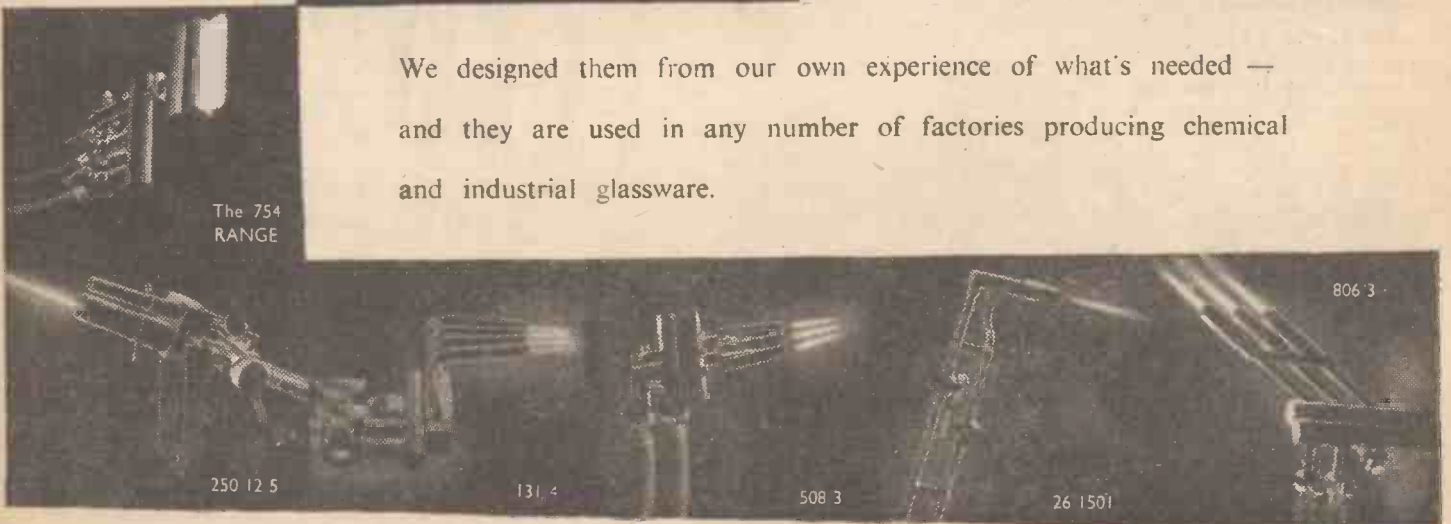 We designed them from our own experience of what's needed —
and they are used in any number of factories producing chemical
and industrial glassware.
The 754
RANGE
806 3
250 12 5
131 4
508 3
26 1501